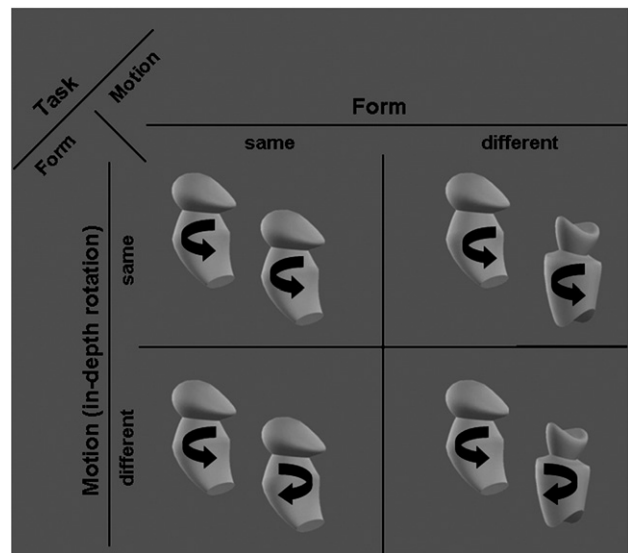 Task
Motion
Form
Form
same
different
Motion (in-depth rotation)
same
different